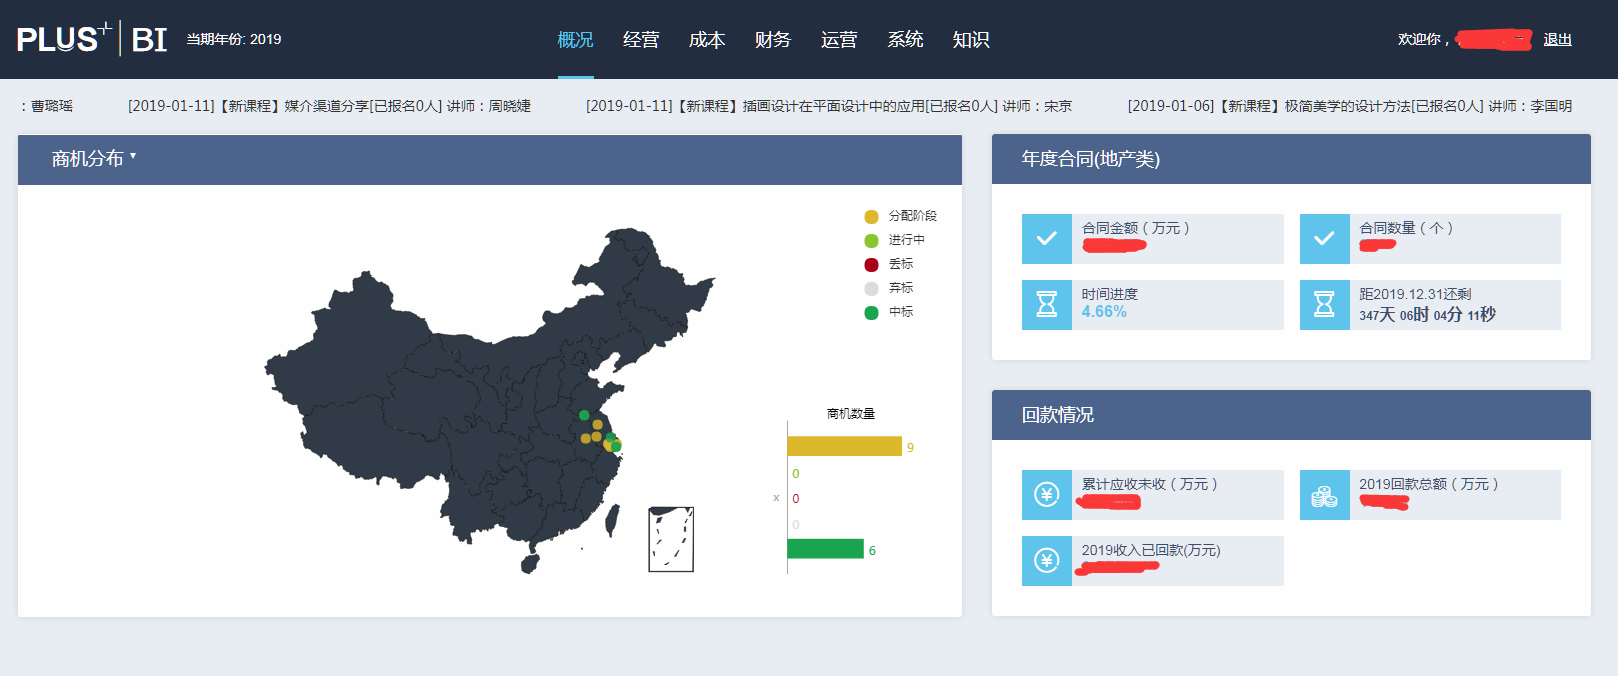 PLUS+ BI 当期年份: 2019
概况 经营 成本 财务 运营 系统 知识
欢迎你， 退出
：曹璐瑶 [2019-01-11]【新课程】媒介渠道分享[已报名0人] 讲师：周晓婕 [2019-01-11]【新课程】插画设计在平面设计中的应用[已报名0人] 讲师：宋京 [2019-01-06]【新课程】极简美学的设计方法[已报名0人] 讲师：李国明
商机分布
分配阶段
进行中
丢标
弃标
中标
商机数量
9
0
x 0
0
6
年度合同(地产类)
合同金额（万元）
合同数量（个）
时间进度
4.66%
距2019.12.31还剩
347天 06时 04分 11秒
回款情况
累计应收未收（万元）
2019回款总额（万元）
2019收入已回款(万元)